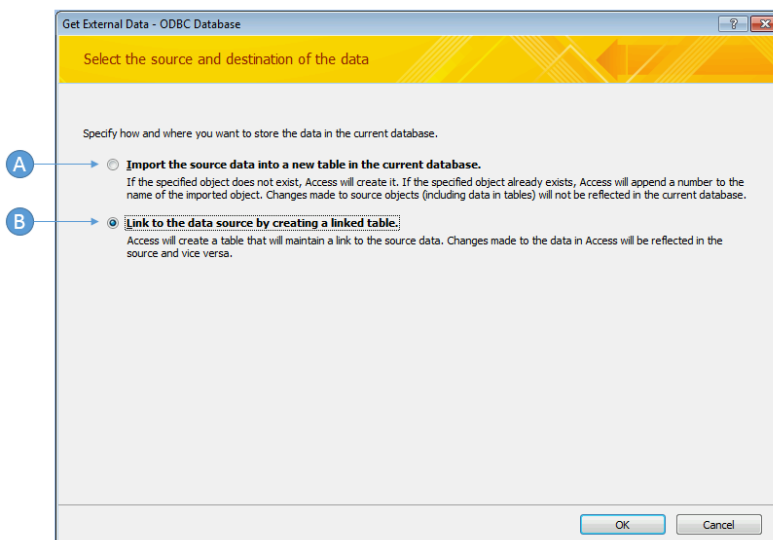 Get External Data - ODBC Database
Select the source and destination of the data
Specify how and where you want to store the data in the current database.
A
Import the source data into a new table in the current database.
If the specified object does not exist, Access will create it. If the specified object already exists, Access will append a number to the
name of the imported object. Changes made to source objects (including data in tables) will not be reflected in the current database.
B
Link to the data source by creating a linked table.
Access will create a table that will maintain a link to the source data. Changes made to the data in Access will be reflected in the
source and vice versa.
OK
Cancel